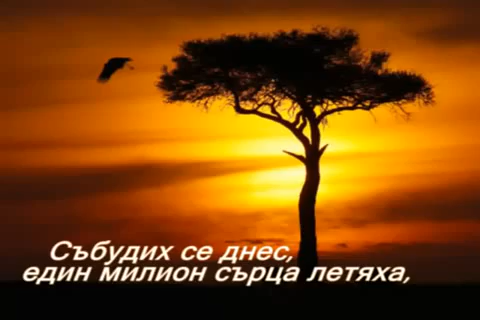 Събудих се днес,
един милион сърца летяха,